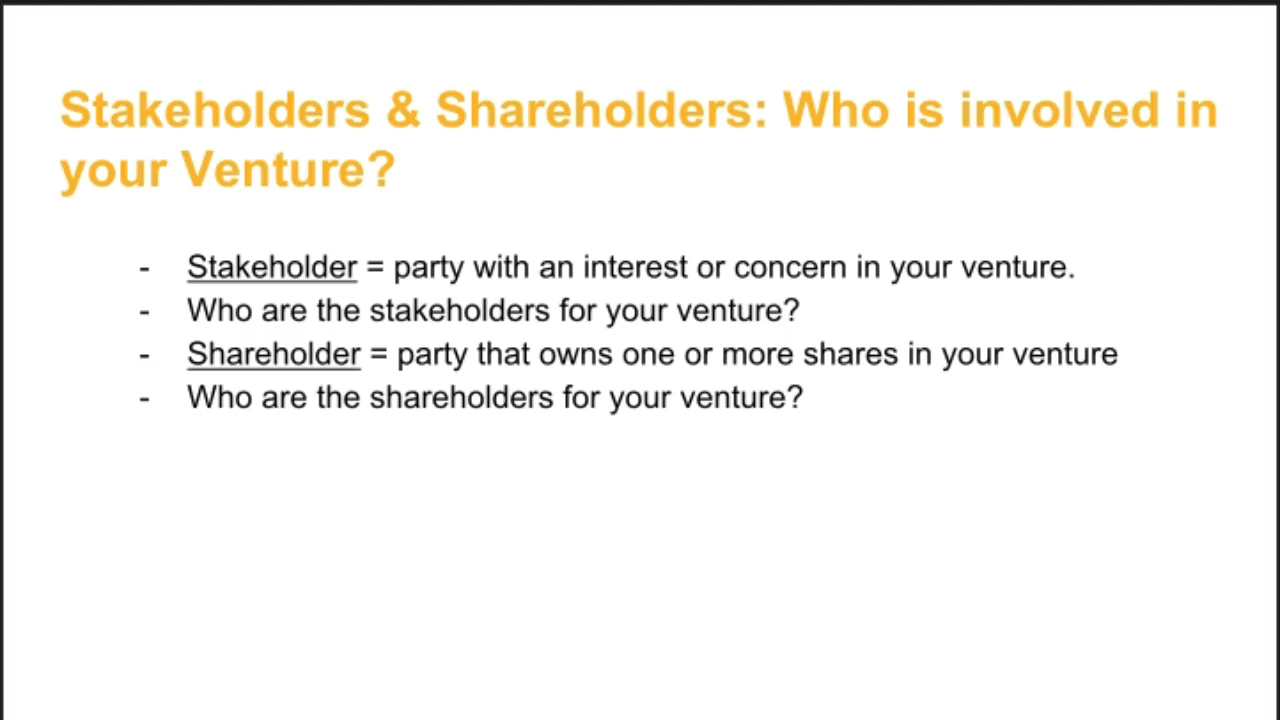 Stakeholders & Shareholders: Who is involved in
your Venture?
- Stakeholder = party with an interest or concern in your venture.
- Who are the stakeholders for your venture?
- Shareholder = party that owns one or more shares in your venture
- Who are the shareholders for your venture?